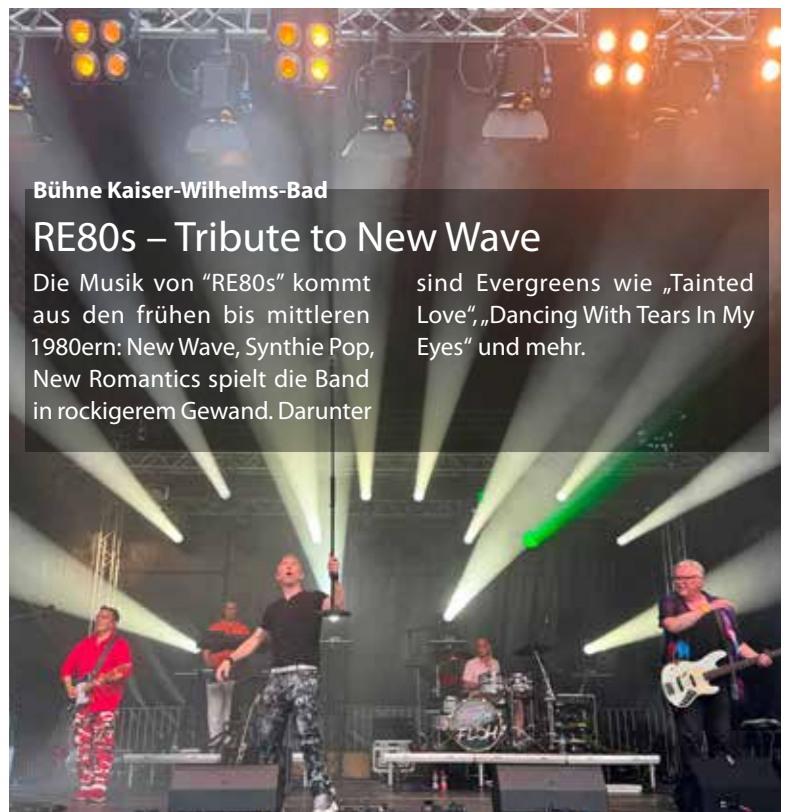 Bühne Kaiser-Wilhelms-Bad
RE80s – Tribute to New Wave
Die Musik von “RE80s” kommt
aus den frühen bis mittleren
1980ern: New Wave, Synthie Pop,
New Romantics spielt die Band
in rockigerem Gewand. Darunter
sind Evergreens wie „Tainted
Love“, „Dancing With Tears In My
Eyes“ und mehr.